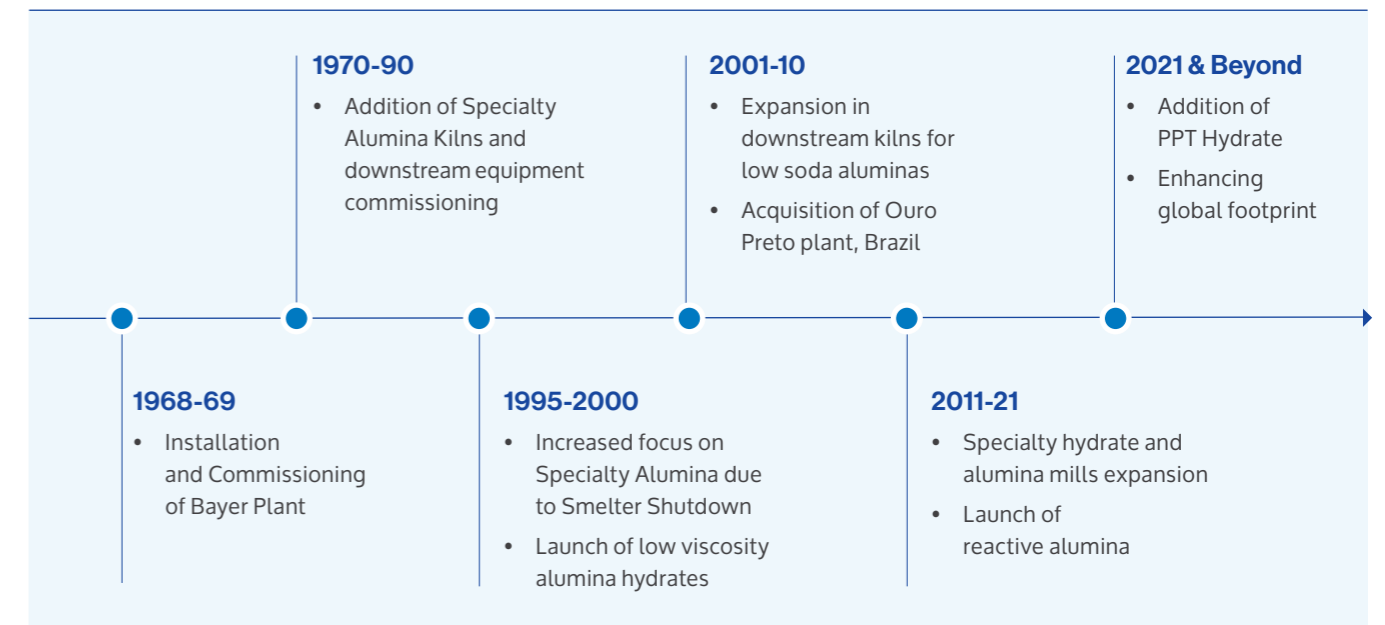 1970-90
• Addition of Specialty
Alumina Kilns and
downstream equipment
commissioning
2001-10
• Expansion in
downstream kilns for
low soda aluminas
• Acquisition of Ouro
Preto plant, Brazil
2021 & Beyond
• Addition of
PPT Hydrate
• Enhancing
global footprint
1968-69
• Installation
and Commissioning
of Bayer Plant
1995-2000
• Increased focus on
Specialty Alumina due
to Smelter Shutdown
• Launch of low viscosity
alumina hydrates
2011-21
• Specialty hydrate and
alumina mills expansion
• Launch of
reactive alumina